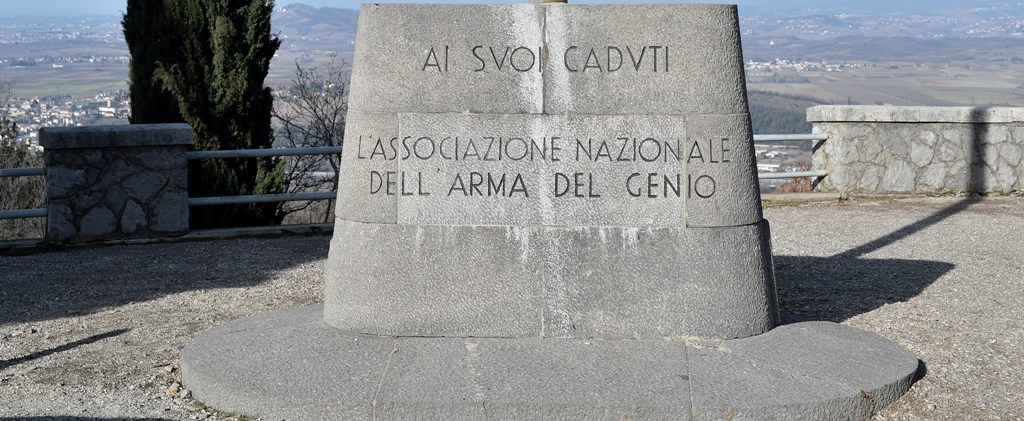 AI SVOI CADVTI
L'ASSOCIAZIONE NAZIONALE
DELL'ARMA DEL GENIO